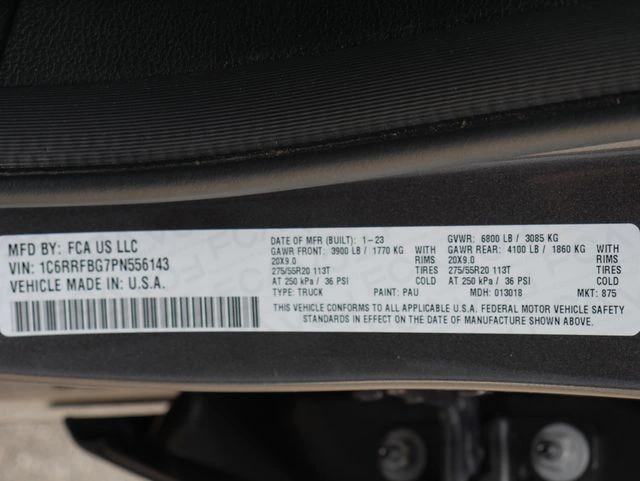 MFD BY: FCA US LLC
VIN: 1C6RRFBG7PN556143
VEHICLE MADE IN U.S.A.
DATE OF MFR (BUILT): 1-23 GVWR: 6800 LB / 3085 KG
GAWR FRONT: 3900 LB / 1770 KG WITH GAWR REAR: 4100 LB / 1860 KG WITH
20X9.0 RIMS 20X9.0 RIMS
275/55R20 113T TIRES 275/55R20 113T TIRES
AT 250 kPa / 36 PSI COLD AT 250 kPa / 36 PSI COLD
TYPE: TRUCK PAINT: PAU MDH: 013018 MKT: 875
THIS VEHICLE CONFORMS TO ALL APPLICABLE U.S.A. FEDERAL MOTOR VEHICLE SAFETY
STANDARDS IN EFFECT ON THE DATE OF MANUFACTURE SHOWN ABOVE.